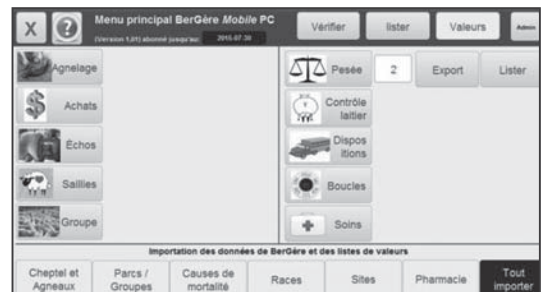 X ? Menu principal BerGère Mobile PC Vérifier lister Valeurs Admin
(Version 1,01) abonné jusqu'au: 2015-07-30
Agnelage
Achats
Échos
Saillies
Groupe
Pesée 2 Export Lister
Contrôle
laitier
Dispos
itions
Boucles
Soins
Importation des données de BerGère et des listes de valeurs
Cheptel et
Agneaux
Parcs /
Groupes
Causes de
mortalité
Races
Sites
Pharmacie
Tout
importer